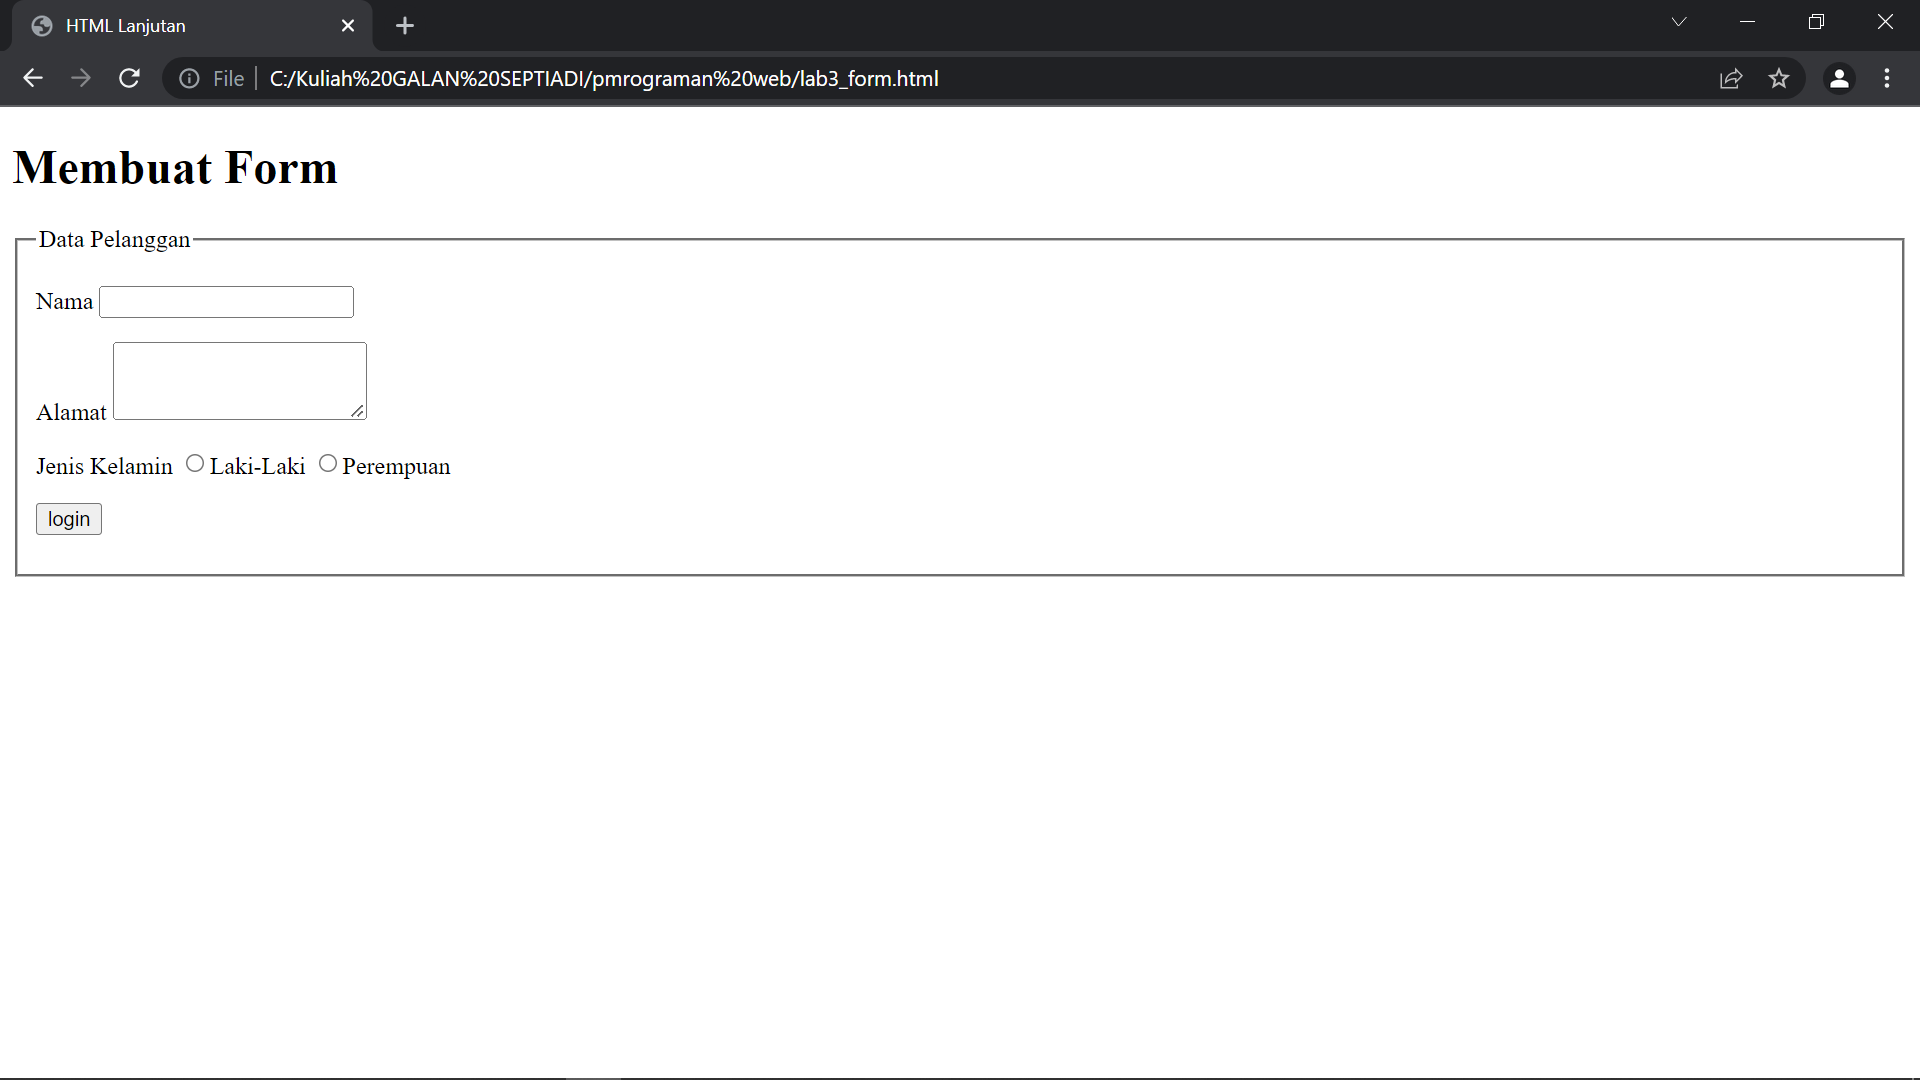 HTML Lanjutan
File C:/Kuliah%20GALAN%20SEPTIADI/pmrograman%20web/lab3_form.html
Membuat Form
Data Pelanggan
Nama
Alamat
Jenis Kelamin Laki-Laki Perempuan
login